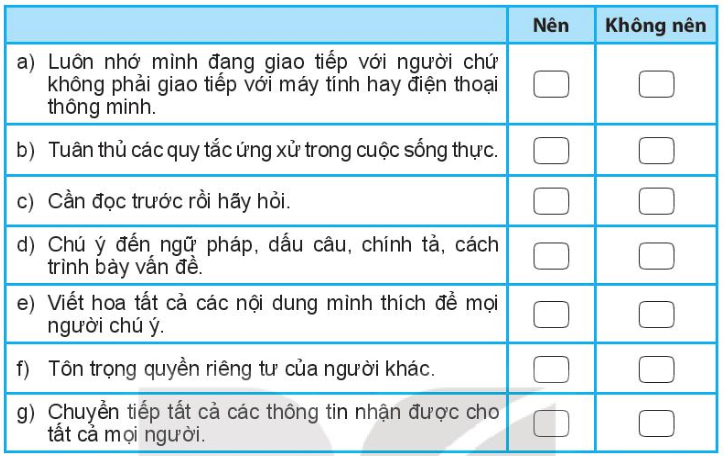 Nên Không nên
a) Luôn nhớ mình đang giao tiếp với người chứ
không phải giao tiếp với máy tính hay điện thoại
thông minh.
b) Tuân thủ các quy tắc ứng xử trong cuộc sống thực.
c) Cần đọc trước rồi hãy hỏi.
d) Chú ý đến ngữ pháp, dấu câu, chính tả, cách
trình bày vấn đề.
e) Viết hoa tất cả các nội dung mình thích để mọi
người chú ý.
f) Tôn trọng quyền riêng tư của người khác.
g) Chuyển tiếp tất cả các thông tin nhận được cho
tất cả mọi người.